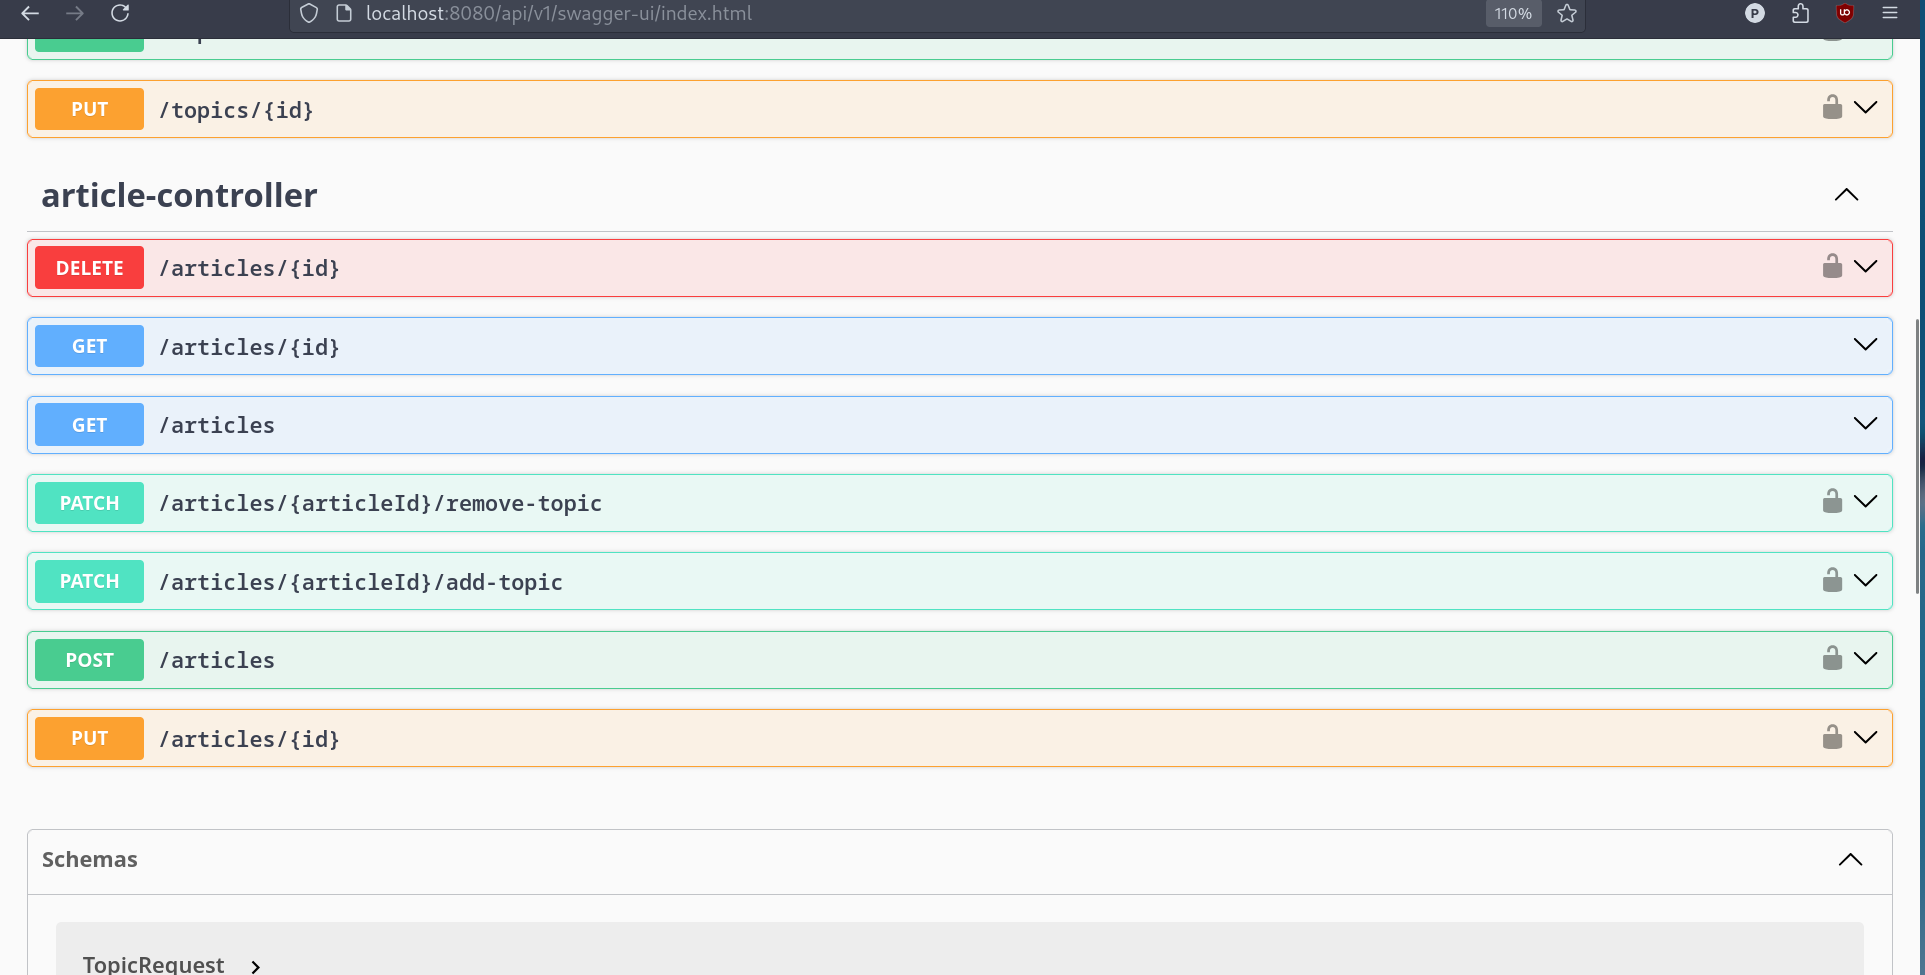 localhost:8080/api/v1/swagger-ui/index.html 110% P
PUT /topics/{id}
article-controller
DELETE /articles/{id}
GET /articles/{id}
GET /articles
PATCH /articles/{articleId}/remove-topic
PATCH /articles/{articleId}/add-topic
POST /articles
PUT /articles/{id}
Schemas
TopicRequest